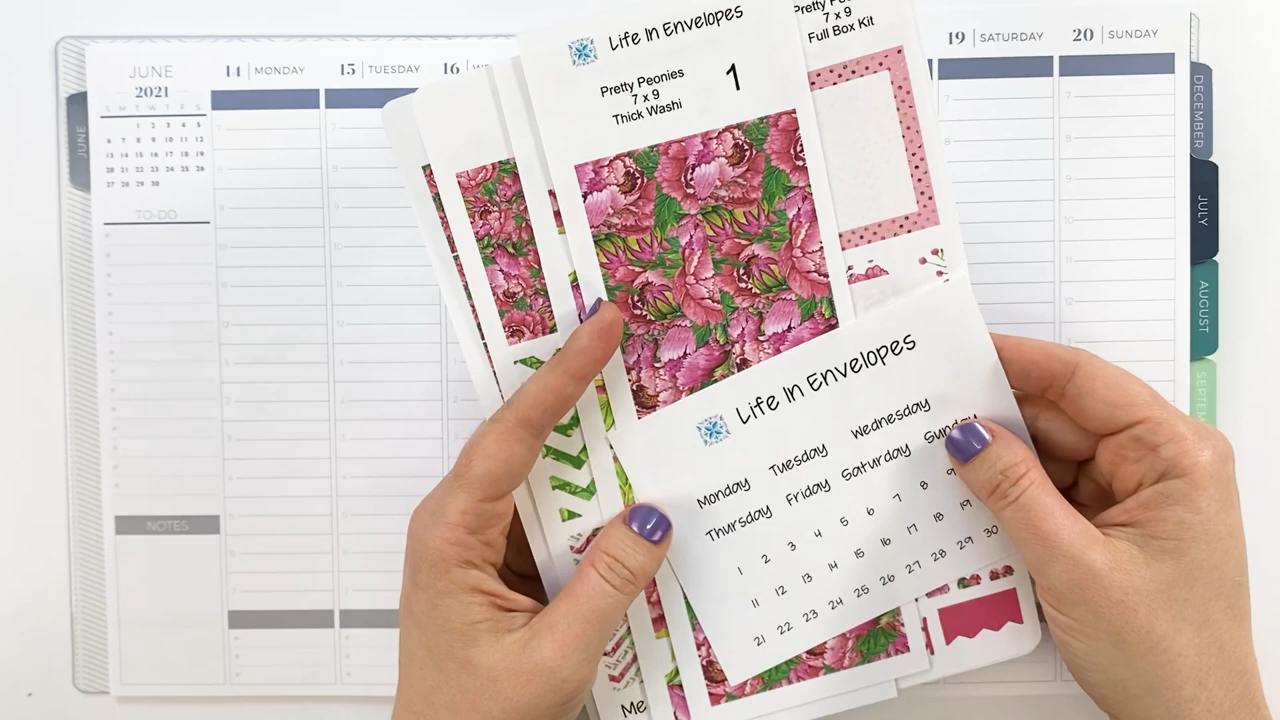 JUNE
2021
S M T W T F S
1 2 3 4 5
6 7 8 9 10 11 12
13 14 15 16 17 18 19
20 21 22 23 24 25 26
27 28 29 30
TO-DO
NOTES
JUNE
14 MONDAY
15 TUESDAY
16
19 SATURDAY
20 SUNDAY
DECEMBER
JULY
AUGUST
Life In Envelopes
Pretty Peonies
7 x 9
Thick Washi
1
Pretty Peonies
7 x 9
Full Box Kit
Life In Envelopes
Monday Tuesday Wednesday
Thursday Friday Saturday Sunday
1 2 3 4 5 6 7 8 9
11 12 13 14 15 16 17 18 19
21 22 23 24 25 26 27 28 29 30